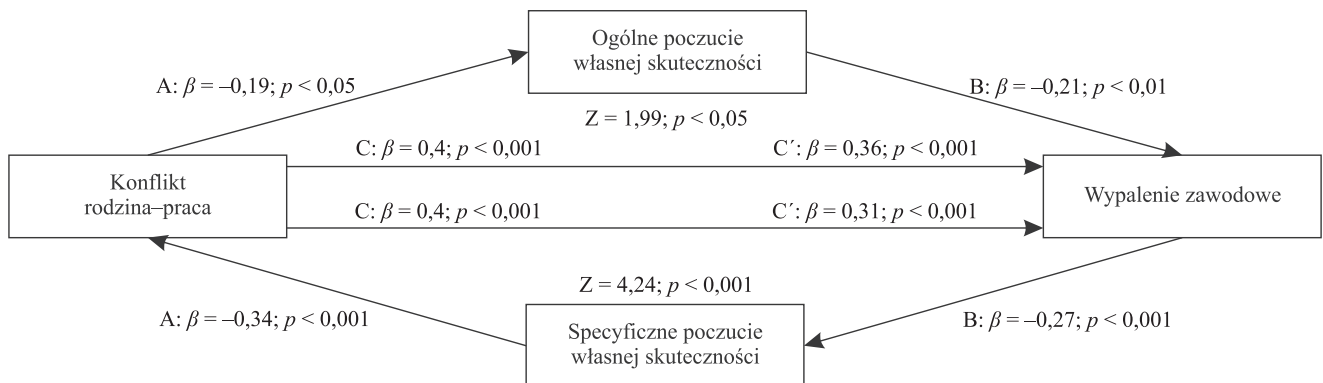 Ogólne poczucie
własnej skuteczności
A: β = –0,19; p < 0,05
B: β = –0,21; p < 0,01
Z = 1,99; p < 0,05
C: β = 0,4; p < 0,001
C´: β = 0,36; p < 0,001
Konflikt
rodzina–praca
Wypalenie zawodowe
C: β = 0,4; p < 0,001
C´: β = 0,31; p < 0,001
Z = 4,24; p < 0,001
A: β = –0,34; p < 0,001
B: β = –0,27; p < 0,001
Specyficzne poczucie
własnej skuteczności